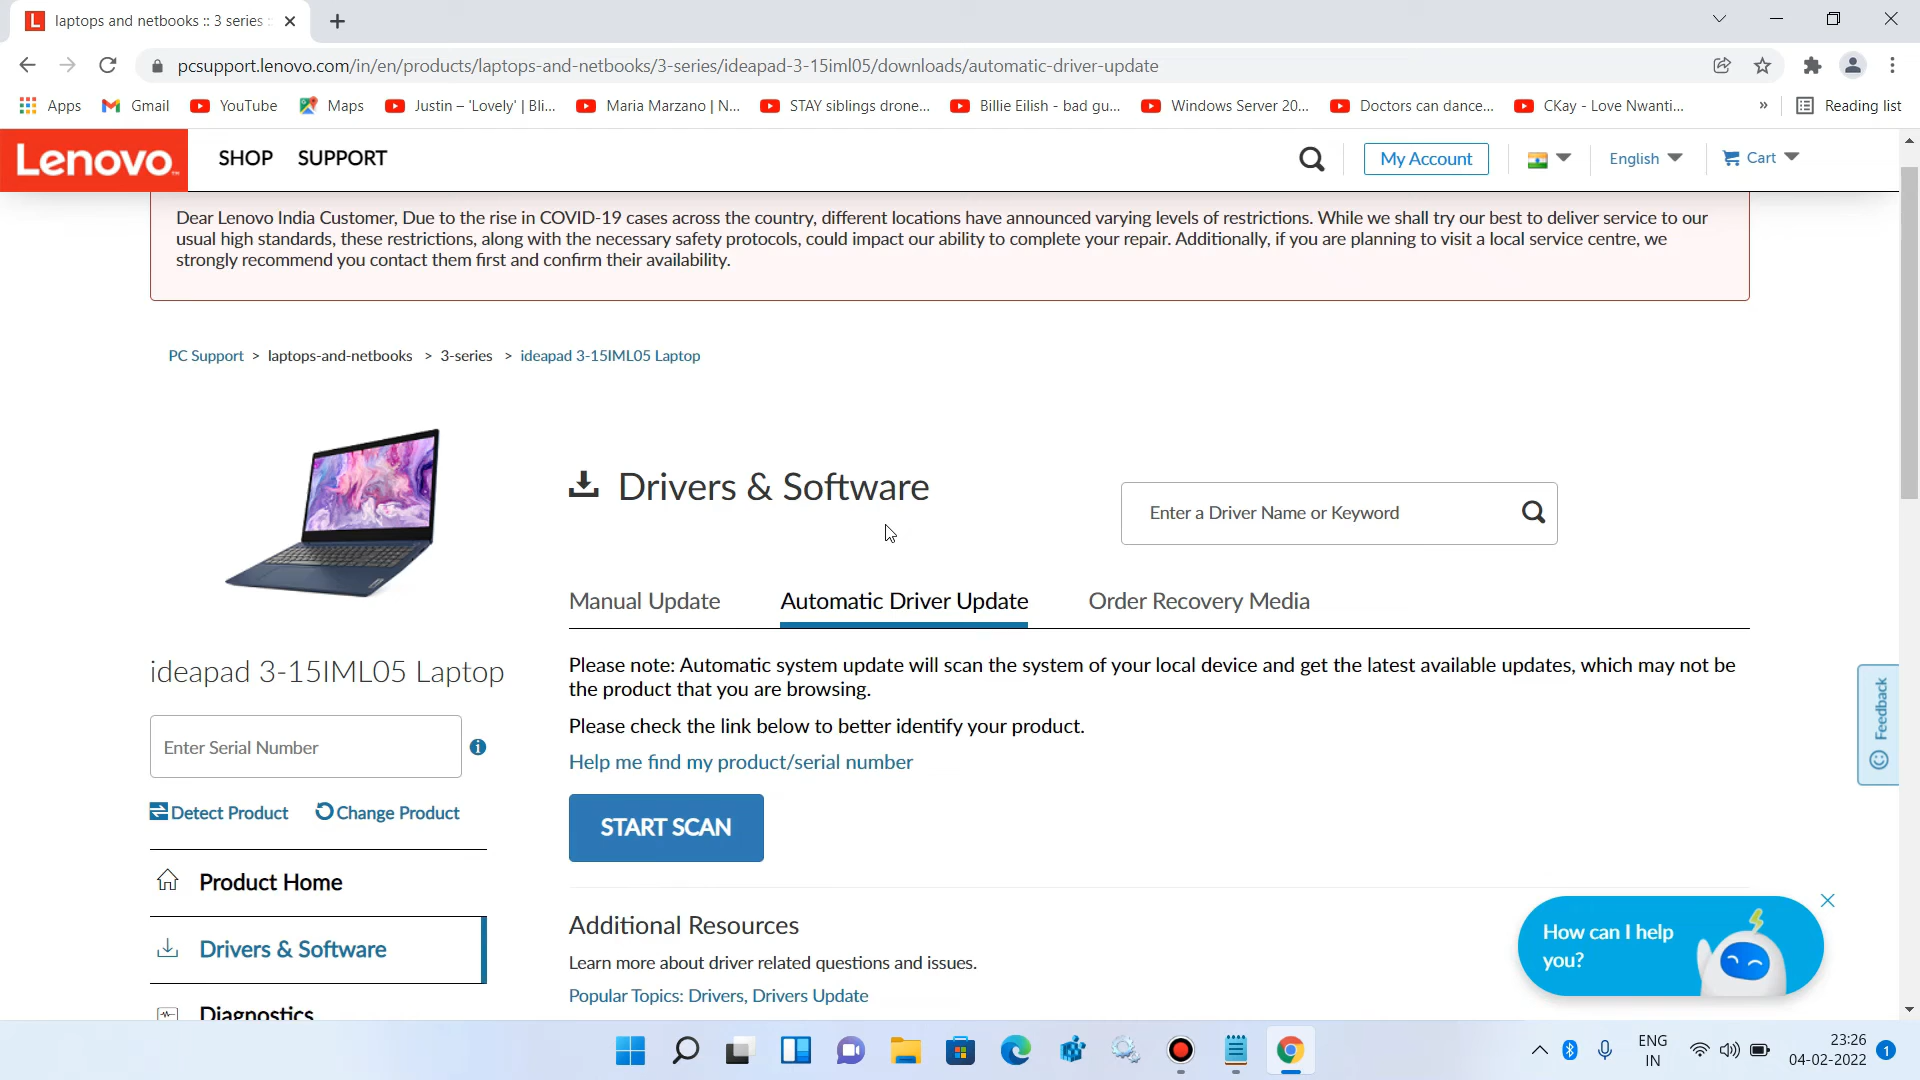 laptops and netbooks :: 3 series ::
pcsupport.lenovo.com/in/en/products/laptops-and-netbooks/3-series/ideapad-3-15iml05/downloads/automatic-driver-update
Apps Gmail YouTube Maps Justin – 'Lovely' | Bli... Maria Marzano | N... STAY siblings drone... Billie Eilish - bad gu... Windows Server 20... Doctors can dance... CKay - Love Nwanti... » Reading list
Lenovo SHOP SUPPORT My Account English Cart
Dear Lenovo India Customer, Due to the rise in COVID-19 cases across the country, different locations have announced varying levels of restrictions. While we shall try our best to deliver service to our
usual high standards, these restrictions, along with the necessary safety protocols, could impact our ability to complete your repair. Additionally, if you are planning to visit a local service centre, we
strongly recommend you contact them first and confirm their availability.
PC Support > laptops-and-netbooks > 3-series > ideapad 3-15IML05 Laptop
Drivers & Software
Enter a Driver Name or Keyword
Manual Update Automatic Driver Update Order Recovery Media
Please note: Automatic system update will scan the system of your local device and get the latest available updates, which may not be
the product that you are browsing.
Please check the link below to better identify your product.
Help me find my product/serial number
START SCAN
ideapad 3-15IML05 Laptop
Enter Serial Number
Detect Product Change Product
Product Home
Drivers & Software
Diagnostics
Additional Resources
Learn more about driver related questions and issues.
Popular Topics: Drivers, Drivers Update
Feedback
How can I help
you?
ENG
IN
23:26
04-02-2022
1